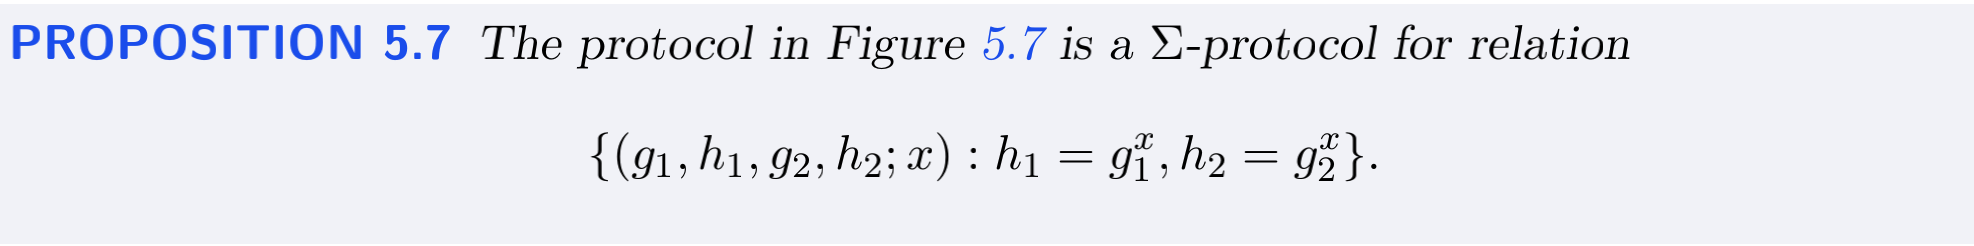 PROPOSITION 5.7 The protocol in Figure 5.7 is a Σ-protocol for relation
{(g₁, h₁, g₂, h₂; x) : h₁ = g₁ˣ, h₂ = g₂ˣ}.